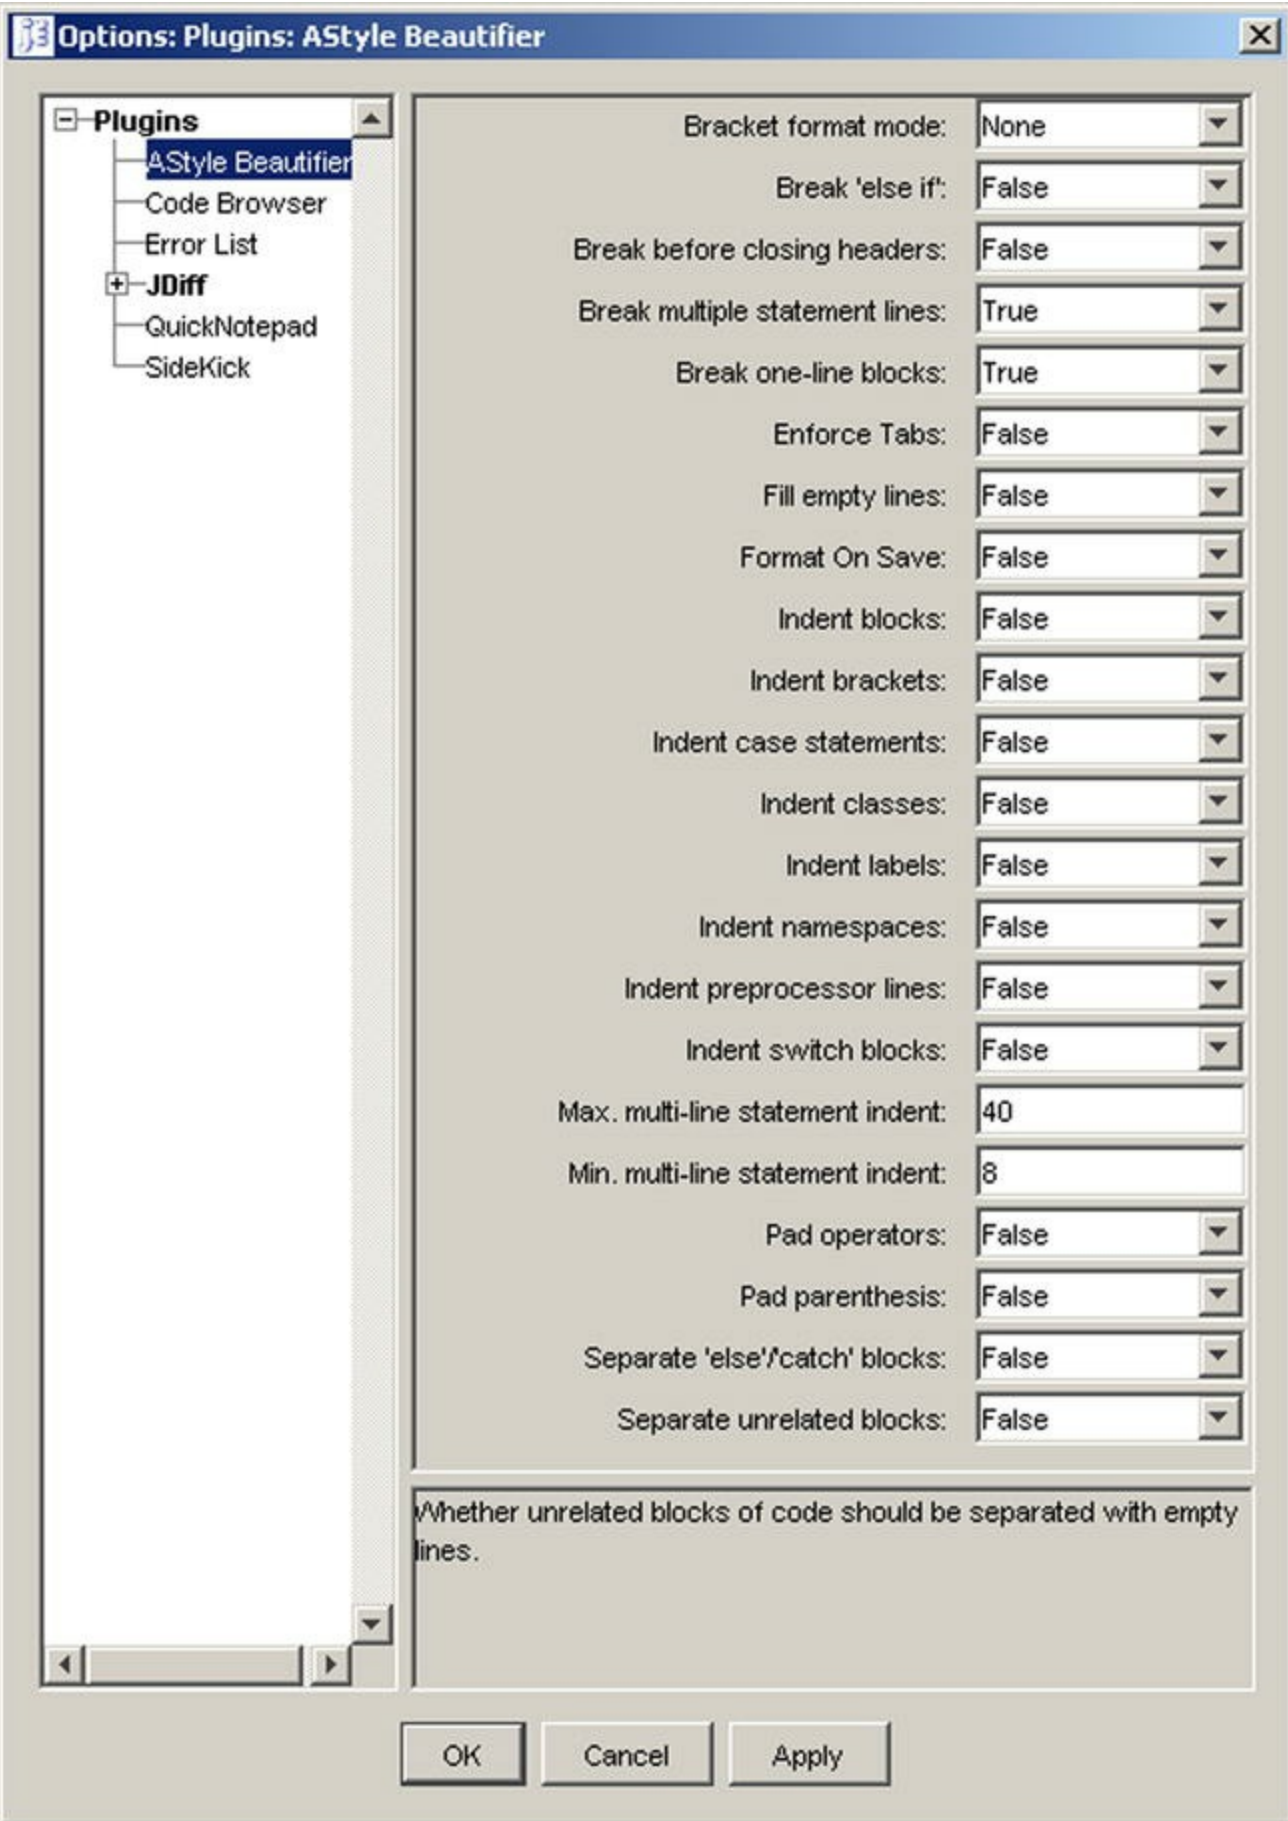 Options: Plugins: AStyle Beautifier
Plugins
AStyle Beautifier
Code Browser
Error List
JDiff
QuickNotepad
SideKick
Bracket format mode: None
Break 'else if': False
Break before closing headers: False
Break multiple statement lines: True
Break one-line blocks: True
Enforce Tabs: False
Fill empty lines: False
Format On Save: False
Indent blocks: False
Indent brackets: False
Indent case statements: False
Indent classes: False
Indent labels: False
Indent namespaces: False
Indent preprocessor lines: False
Indent switch blocks: False
Max. multi-line statement indent: 40
Min. multi-line statement indent: 8
Pad operators: False
Pad parenthesis: False
Separate 'else'/'catch' blocks: False
Separate unrelated blocks: False
Whether unrelated blocks of code should be separated with empty
lines.
OK Cancel Apply